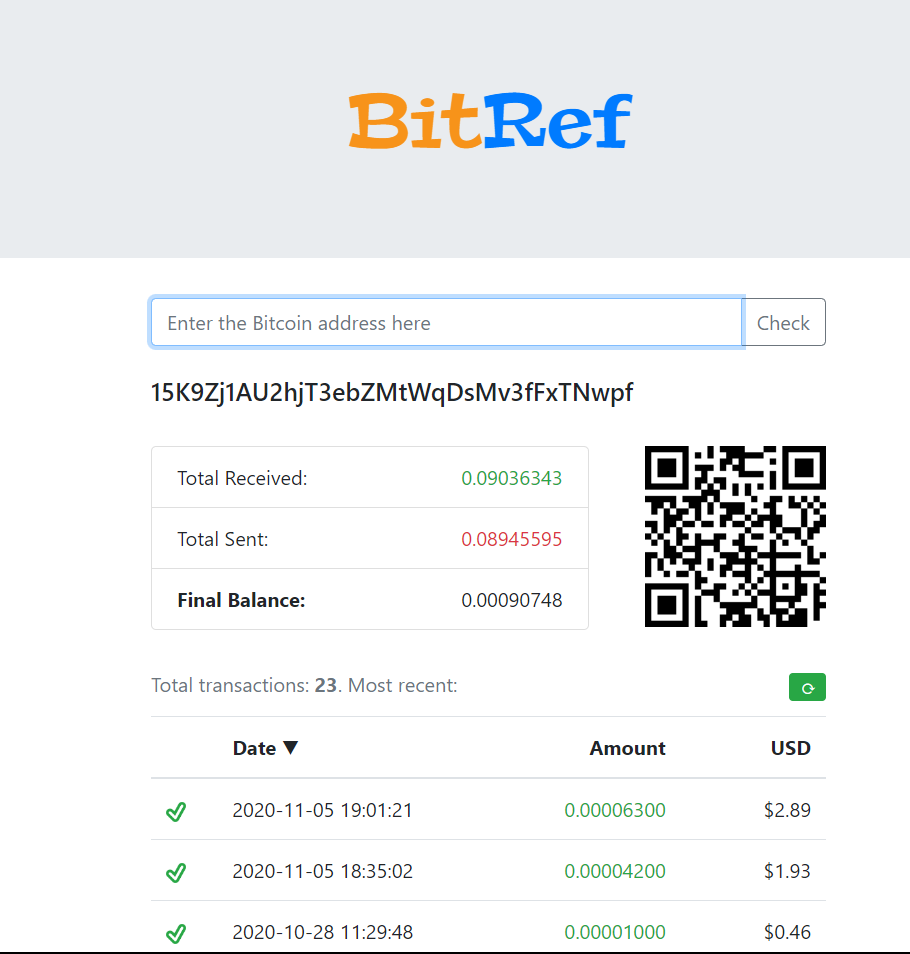 BitRef
Enter the Bitcoin address here Check
15K9Zj1AU2hjT3ebZMtWqDsMv3fFxTNwpf
Total Received: 0.09036343
Total Sent: 0.08945595
Final Balance: 0.00090748
Total transactions: 23. Most recent:
Date ▼ Amount USD
2020-11-05 19:01:21 0.00006300 $2.89
2020-11-05 18:35:02 0.00004200 $1.93
2020-10-28 11:29:48 0.00001000 $0.46